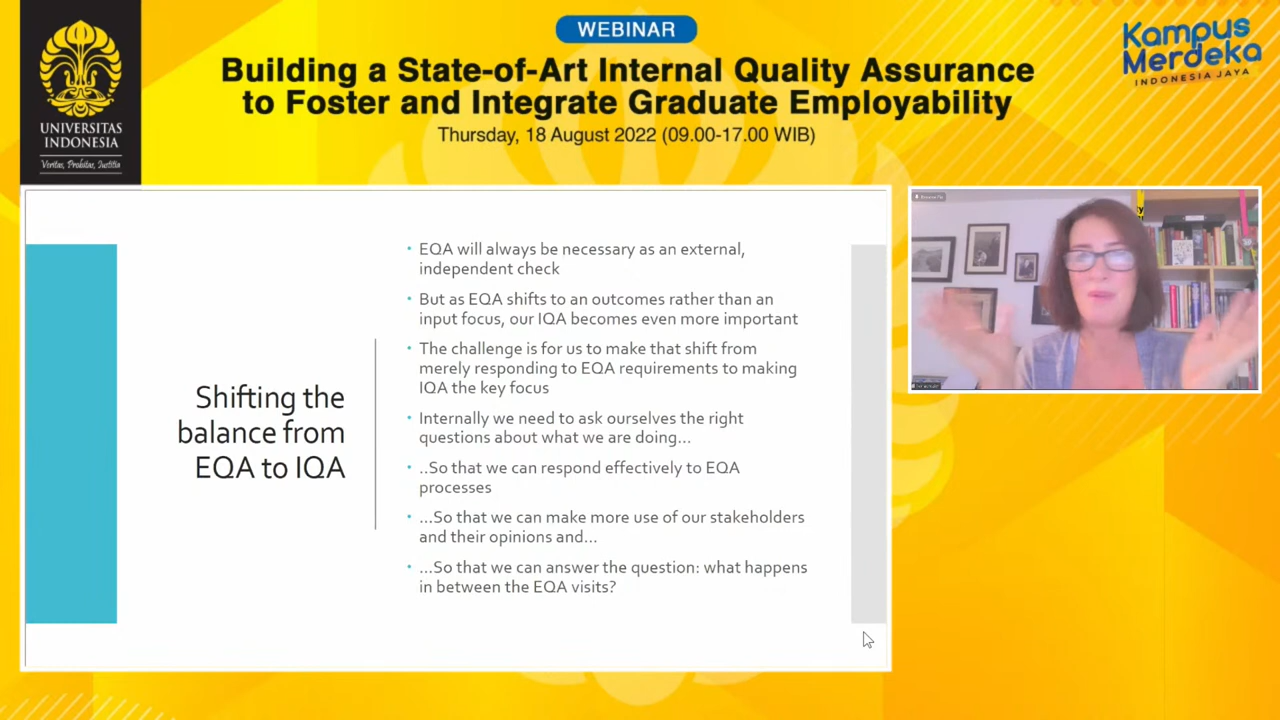 WEBINAR
Building a State-of-Art Internal Quality Assurance
to Foster and Integrate Graduate Employability
Thursday, 18 August 2022 (09.00-17.00 WIB)
UNIVERSITAS
INDONESIA
Veritas, Probitas, Justitia
Kampus
Merdeka
INDONESIA JAYA
Shifting the
balance from
EQA to IQA
• EQA will always be necessary as an external,
independent check
• But as EQA shifts to an outcomes rather than an
input focus, our IQA becomes even more important
• The challenge is for us to make that shift from
merely responding to EQA requirements to making
IQA the key focus
• Internally we need to ask ourselves the right
questions about what we are doing...
• ..So that we can respond effectively to EQA
processes
• ...So that we can make more use of our stakeholders
and their opinions and...
• ...So that we can answer the question: what happens
in between the EQA visits?